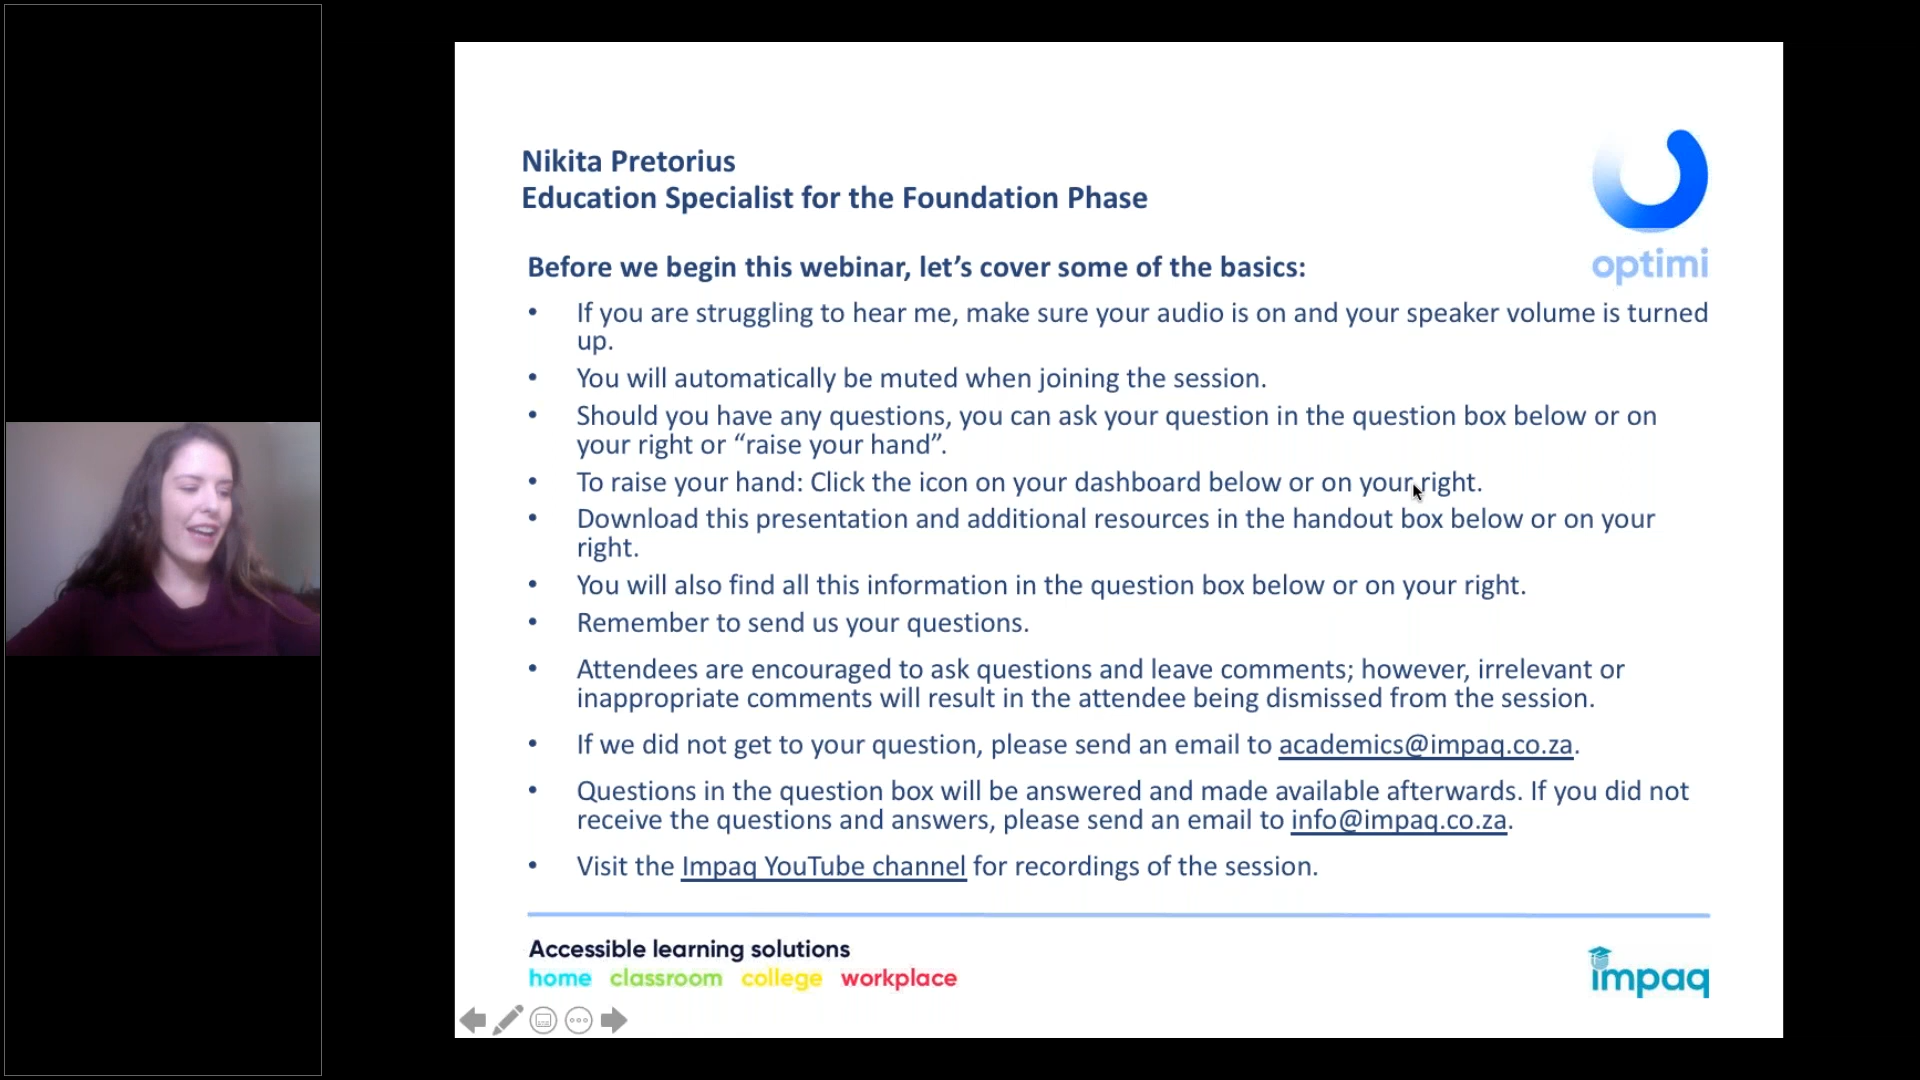 Nikita Pretorius
Education Specialist for the Foundation Phase
optimi
Before we begin this webinar, let’s cover some of the basics:
• If you are struggling to hear me, make sure your audio is on and your speaker volume is turned
up.
• You will automatically be muted when joining the session.
• Should you have any questions, you can ask your question in the question box below or on
your right or “raise your hand”.
• To raise your hand: Click the icon on your dashboard below or on your right.
• Download this presentation and additional resources in the handout box below or on your
right.
• You will also find all this information in the question box below or on your right.
• Remember to send us your questions.
• Attendees are encouraged to ask questions and leave comments; however, irrelevant or
inappropriate comments will result in the attendee being dismissed from the session.
• If we did not get to your question, please send an email to academics@impaq.co.za.
• Questions in the question box will be answered and made available afterwards. If you did not
receive the questions and answers, please send an email to info@impaq.co.za.
• Visit the Impaq YouTube channel for recordings of the session.
Accessible learning solutions
home classroom college workplace
impaq